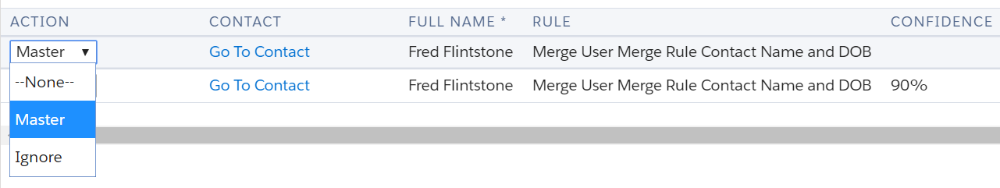 ACTION CONTACT FULL NAME * RULE CONFIDENCE
Master ▼ Go To Contact Fred Flintstone Merge User Merge Rule Contact Name and DOB
--None-- Go To Contact Fred Flintstone Merge User Merge Rule Contact Name and DOB 90%
Master
Ignore